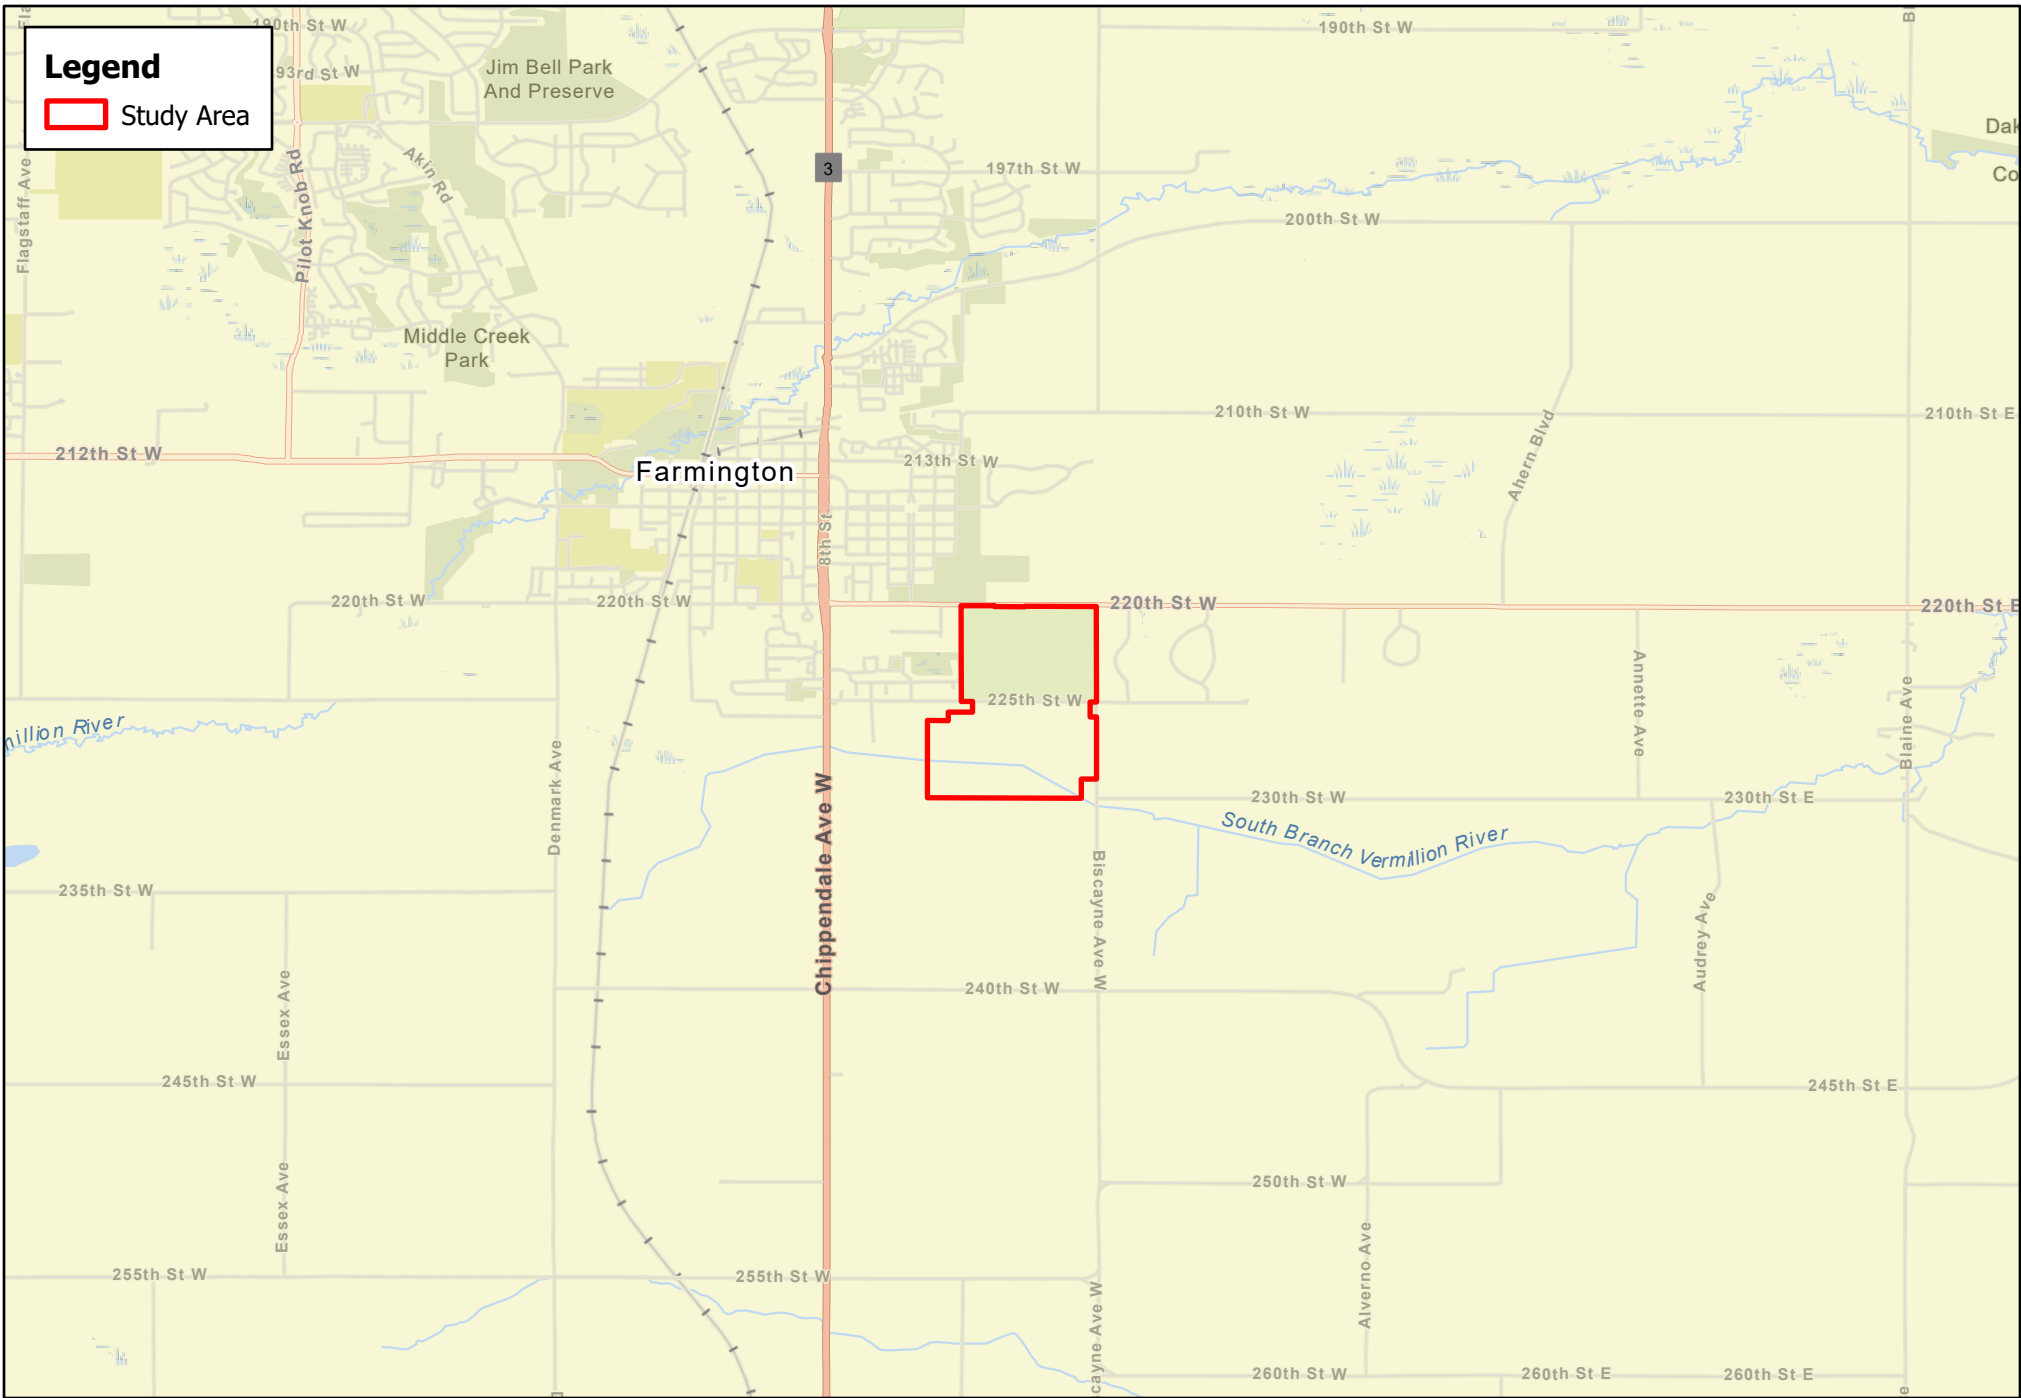 Legend
Study Area
190th St W
190th St W
93rd St W
Jim Bell Park
And Preserve
Akin Rd
Pilot Knob Rd
Flagstaff Ave
3
197th St W
200th St W
Middle Creek
Park
210th St W
210th St E
212th St W
Farmington
213th St W
Ahern Blvd
8th St
220th St W
220th St W
220th St W
220th St E
225th St W
Annette Ave
Blaine Ave
million River
Denmark Ave
Chippendale Ave W
230th St W
230th St E
South Branch Vermillion River
Biscayne Ave W
235th St W
Audrey Ave
240th St W
Essex Ave
245th St W
245th St E
Essex Ave
250th St W
Alverno Ave
255th St W
255th St W
cayne Ave W
260th St W
260th St E
260th St E